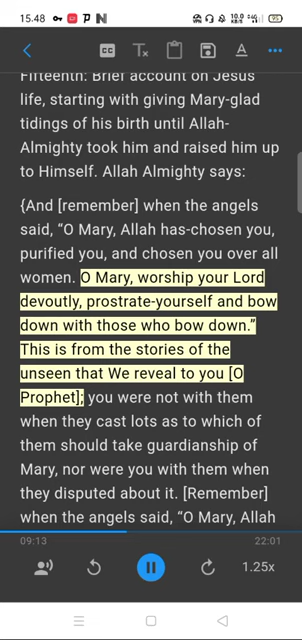 15.48
10.0 KB/S
95
CC
Fifteenth: Brief account on Jesus
life, starting with giving Mary-glad
tidings of his birth until Allah-
Almighty took him and raised him up
to Himself. Allah Almighty says:
{And [remember] when the angels
said, “O Mary, Allah has-chosen you,
purified you, and chosen you over all
women. O Mary, worship your Lord
devoutly, prostrate-yourself and bow
down with those who bow down.”
This is from the stories of the
unseen that We reveal to you [O
Prophet]; you were not with them
when they cast lots as to which of
them should take guardianship of
Mary, nor were you with them when
they disputed about it. [Remember]
when the angels said, “O Mary, Allah
09:13
22:01
1.25x